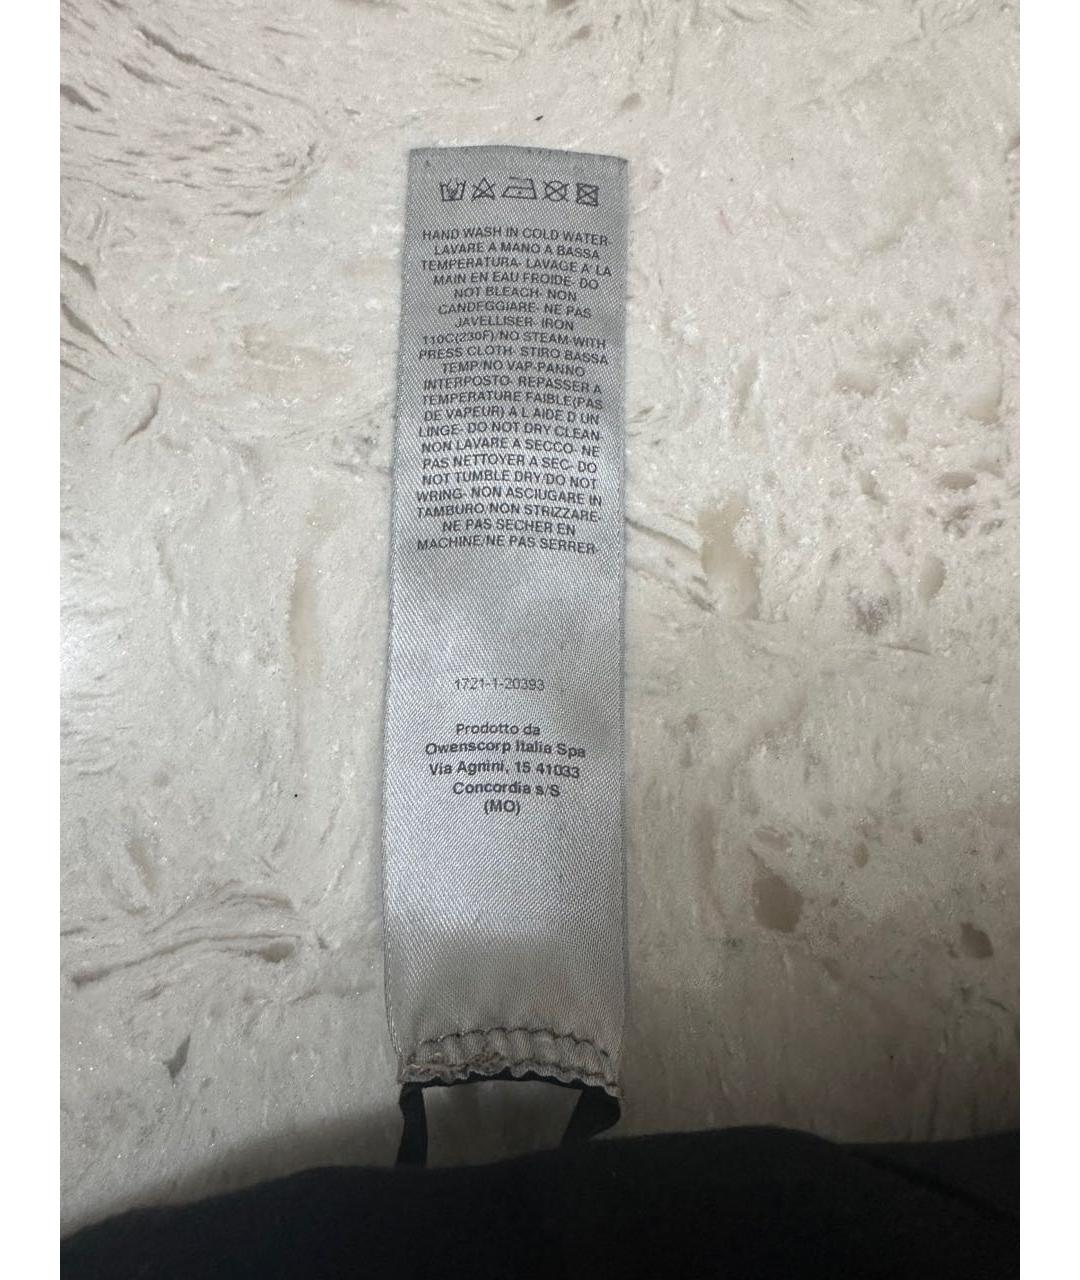 HAND WASH IN COLD WATER-
LAVARE A MANO A BASSA
TEMPERATURA- LAVAGE A LA
MAIN EN EAU FROIDE- DO
NOT BLEACH- NON
CANDEGGIARE- NE PAS
JAVELLISER- IRON
110C(230F)/NO STEAM-WITH
PRESS CLOTH- STIRO BASSA
TEMP/NO VAP-PANNO
INTERPOSTO- REPASSER A
TEMPERATURE FAIBLE(PAS
DE VAPEUR) A L AIDE D UN
LINGE- DO NOT DRY CLEAN-
NON LAVARE A SECCO- NE
PAS NETTOYER A SEC- DO
NOT TUMBLE DRY/DO NOT
WRING- NON ASCIUGARE IN
TAMBURO/NON STRIZZARE-
NE PAS SECHER EN
MACHINE/NE PAS SERRER-
1721-1-20393
Prodotto da
Owenscorp Italia Spa
Via Agnini, 15 41033
Concordia s/S
(MO)